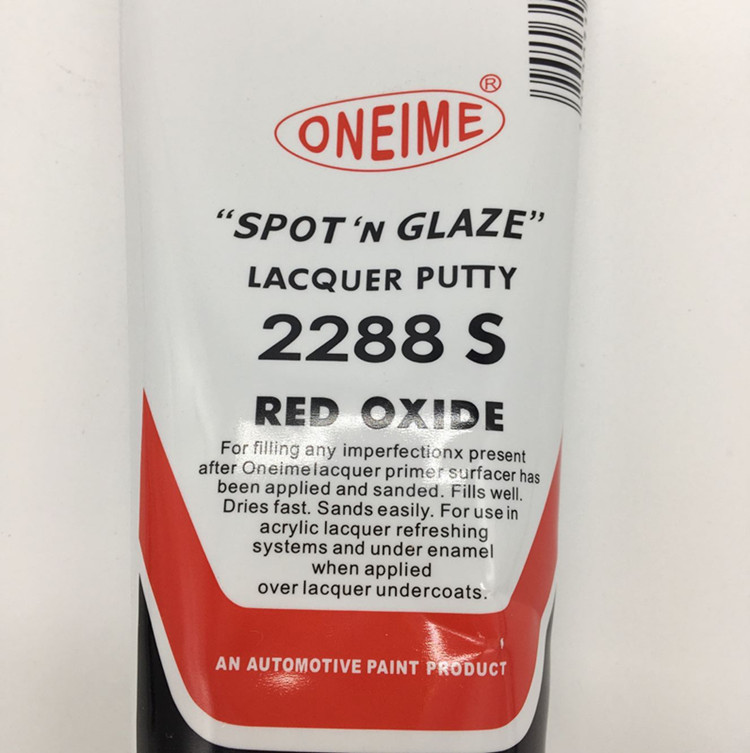 ONEIME®
“SPOT ‘N GLAZE”
LACQUER PUTTY
2288 S
RED OXIDE
For filling any imperfectionx present
after Oneimelacquer primer surfacer has
been applied and sanded. Fills well.
Dries fast. Sands easily. For use in
acrylic lacquer refreshing
systems and under enamel
when applied
over lacquer undercoats.
AN AUTOMOTIVE PAINT PRODUCT